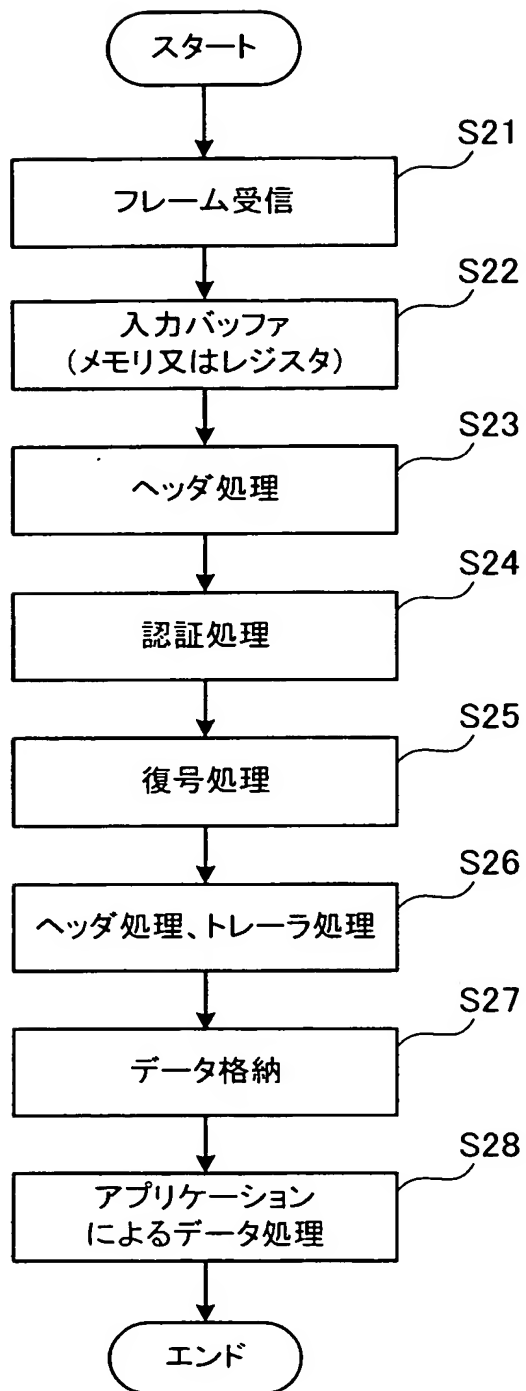 スタート
S21
フレーム受信
S22
入力バッファ
(メモリ又はレジスタ)
S23
ヘッダ処理
S24
認証処理
S25
復号処理
S26
ヘッダ処理、トレーラ処理
S27
データ格納
S28
アプリケーション
によるデータ処理
エンド